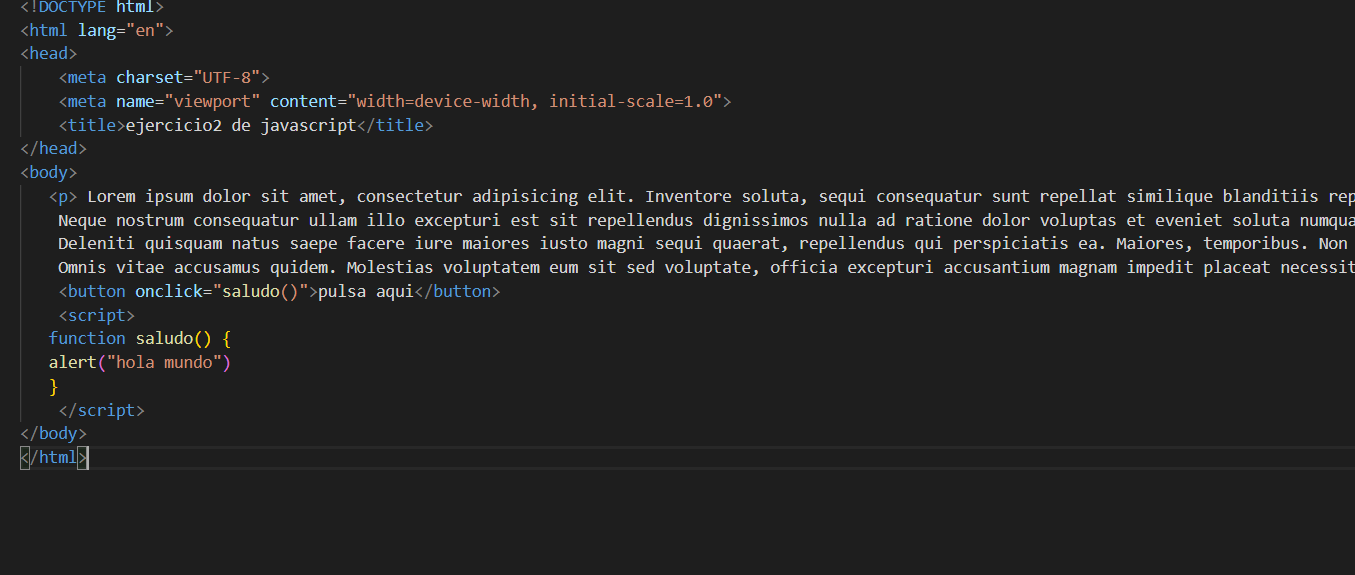 <!DOCTYPE html>
<html lang="en">
<head>
<meta charset="UTF-8">
<meta name="viewport" content="width=device-width, initial-scale=1.0">
<title>ejercicio2 de javascript</title>
</head>
<body>
<p> Lorem ipsum dolor sit amet, consectetur adipisicing elit. Inventore soluta, sequi consequatur sunt repellat similique blanditiis rep
Neque nostrum consequatur ullam illo excepturi est sit repellendus dignissimos nulla ad ratione dolor voluptas et eveniet soluta numqua
Deleniti quisquam natus saepe facere iure maiores iusto magni sequi quaerat, repellendus qui perspiciatis ea. Maiores, temporibus. Non
Omnis vitae accusamus quidem. Molestias voluptatem eum sit sed voluptate, officia excepturi accusantium magnam impedit placeat necessit
<button onclick="saludo()">pulsa aqui</button>
<script>
function saludo() {
alert("hola mundo")
}
</script>
</body>
</html>